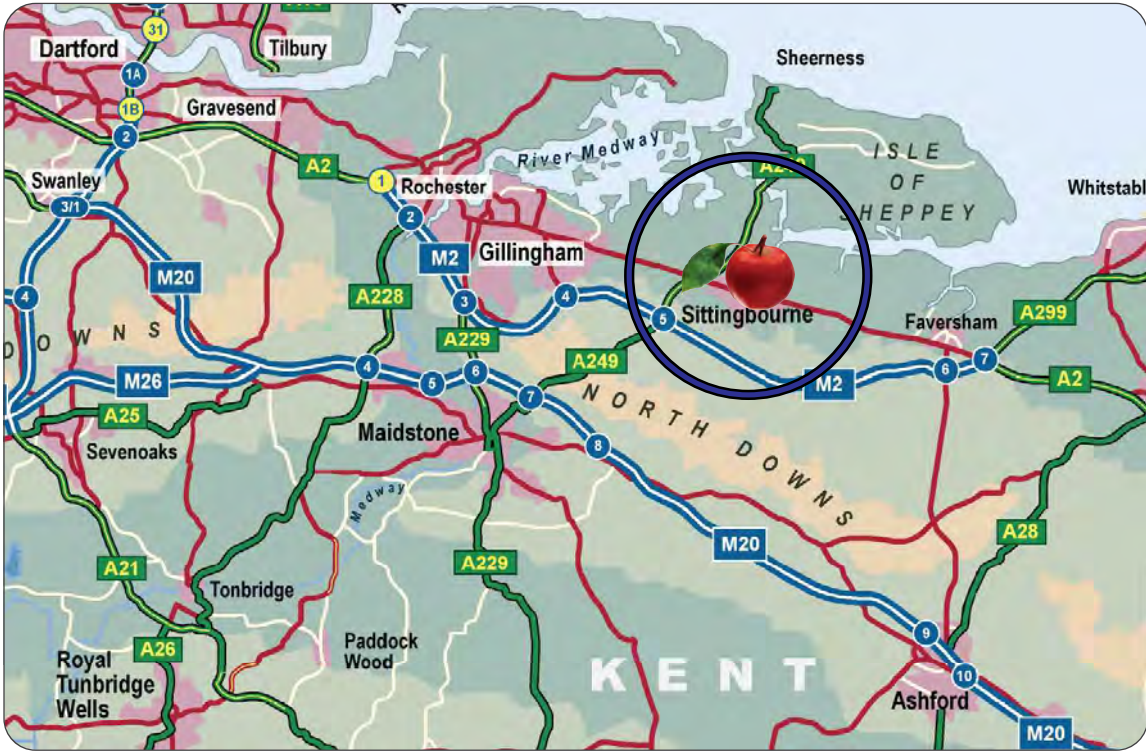 31
Dartford
Tilbury
1A
1B
Gravesend
2
A2
Swanley
3/1
1
Rochester
2
River Medway
Sheerness
ISLE
OF
SHEPPEY
Whitstabl
M20
4
A228
M2
Gillingham
3
4
A229
5
Sittingbourne
Faversham
A299
DOWNS
M26
4
5
6
A249
7
M2
6
7
A2
A25
Sevenoaks
Maidstone
8
NORTH DOWNS
Medway
A21
Tonbridge
A229
M20
A28
A26
Royal
Tunbridge
Wells
Paddock
Wood
KENT
9
10
Ashford
M20